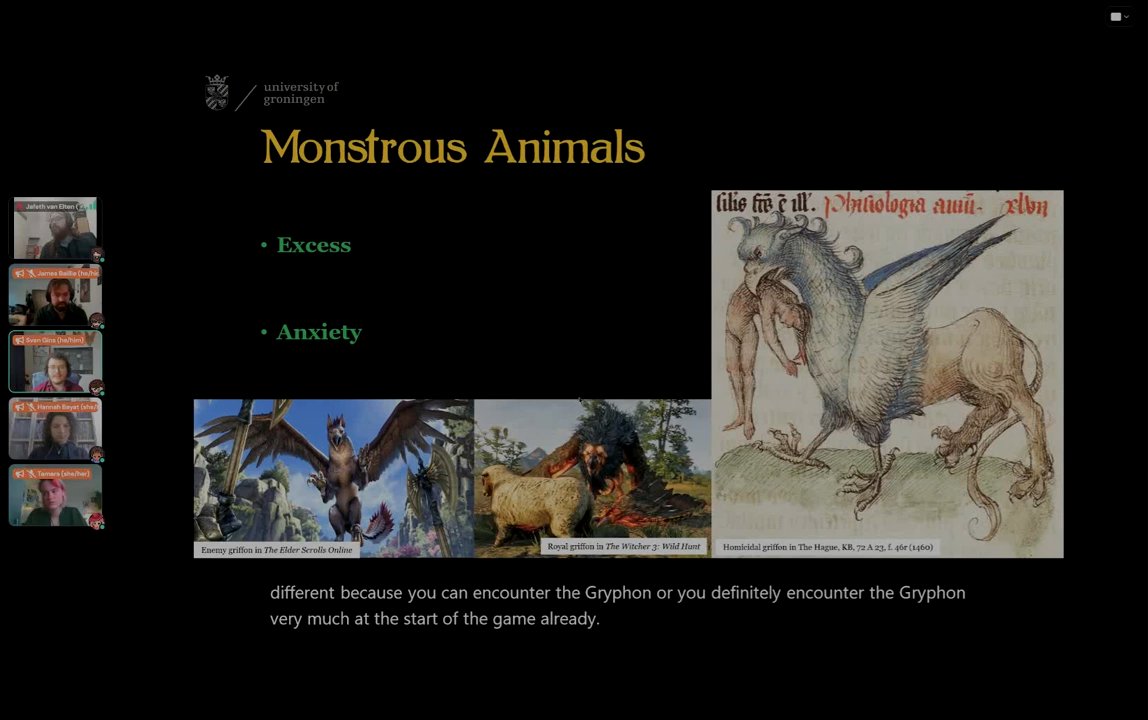 university of
groningen
Monstrous Animals
• Excess
• Anxiety
Jafeth van Elten (
James Baillie (he/hi
Sven Gins (he/him)
Hannah Bayat (she/
Tamara (she/her)
Enemy griffon in The Elder Scrolls Online
Royal griffon in The Witcher 3: Wild Hunt
Homicidal griffon in The Hague, KB, 72 A 23, f. 46r (1460)
different because you can encounter the Gryphon or you definitely encounter the Gryphon
very much at the start of the game already.